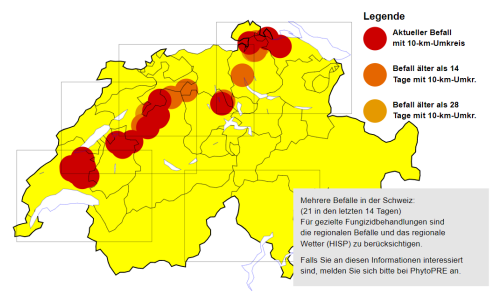 Legende
Aktueller Befall
mit 10-km-Umkreis
Befall älter als 14
Tage mit 10-km-Umkr.
Befall älter als 28
Tage mit 10-km-Umkr.
Mehrere Befälle in der Schweiz:
(21 in den letzten 14 Tagen)
Für gezielte Fungizidbehandlungen sind
die regionalen Befälle und das regionale
Wetter (HISP) zu berücksichtigen.
Falls Sie an diesen Informationen interessiert
sind, melden Sie sich bitte bei PhytoPRE an.